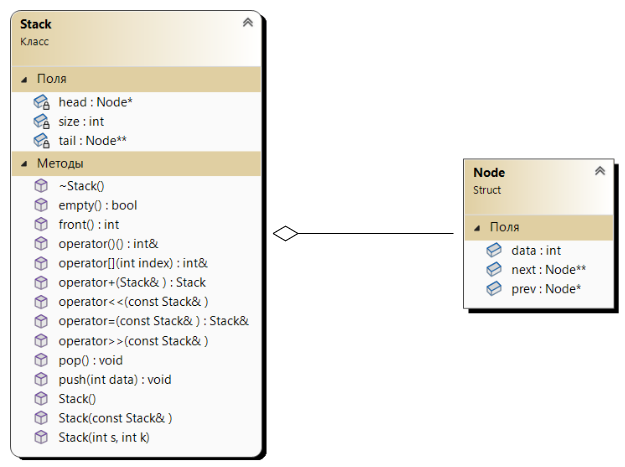 Stack
Класс
Поля
head : Node*
size : int
tail : Node**
Методы
~Stack()
empty() : bool
front() : int
operator()() : int&
operator[](int index) : int&
operator+(Stack& ) : Stack
operator<<(const Stack& )
operator=(const Stack& ) : Stack&
operator>>(const Stack& )
pop() : void
push(int data) : void
Stack()
Stack(const Stack& )
Stack(int s, int k)
Node
Struct
Поля
data : int
next : Node**
prev : Node*